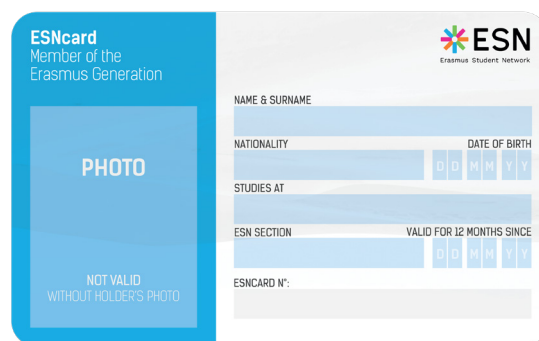 ESNcard
Member of the
Erasmus Generation
PHOTO
NOT VALID
WITHOUT HOLDER'S PHOTO
ESN
Erasmus Student Network
NAME & SURNAME
NATIONALITY DATE OF BIRTH
D D M M Y Y
STUDIES AT
ESN SECTION VALID FOR 12 MONTHS SINCE
D D M M Y Y
ESNCARD N°: